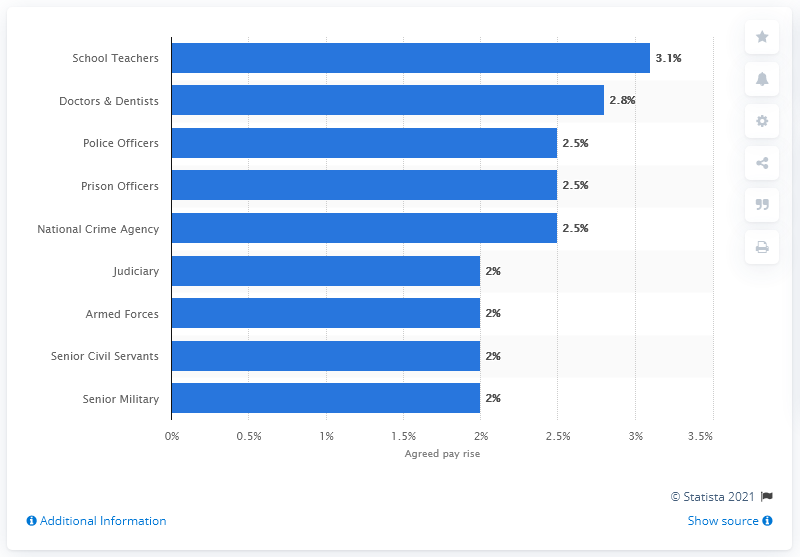 School Teachers 3.1%
Doctors & Dentists 2.8%
Police Officers 2.5%
Prison Officers 2.5%
National Crime Agency 2.5%
Judiciary 2%
Armed Forces 2%
Senior Civil Servants 2%
Senior Military 2%
0% 0.5% 1% 1.5% 2% 2.5% 3% 3.5%
Agreed pay rise
© Statista 2021
Additional Information Show source